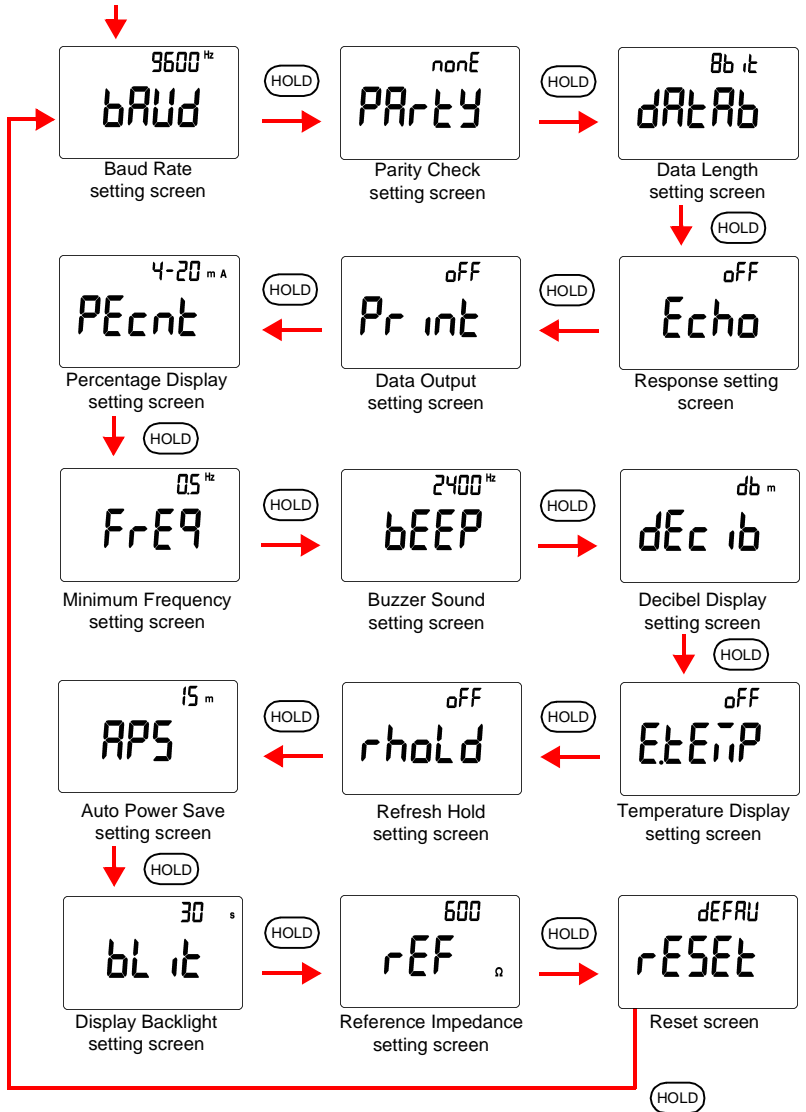 9600 Hz
bAUd
HOLD
nonE
PArtY
HOLD
8bit
dAtAb
Baud Rate
setting screen
Parity Check
setting screen
Data Length
setting screen
HOLD
4-20 mA
PEcnt
HOLD
oFF
Print
HOLD
oFF
Echo
Percentage Display
setting screen
Data Output
setting screen
Response setting
screen
HOLD
0.5 Hz
FrEq
HOLD
2400 Hz
bEEP
HOLD
db m
dEcib
Minimum Frequency
setting screen
Buzzer Sound
setting screen
Decibel Display
setting screen
HOLD
15 m
APS
HOLD
oFF
rhoLd
HOLD
oFF
E.tEmP
Auto Power Save
setting screen
Refresh Hold
setting screen
Temperature Display
setting screen
HOLD
30 s
bLit
HOLD
600
rEF Ω
HOLD
dEFAU
rESEt
Display Backlight
setting screen
Reference Impedance
setting screen
Reset screen
HOLD